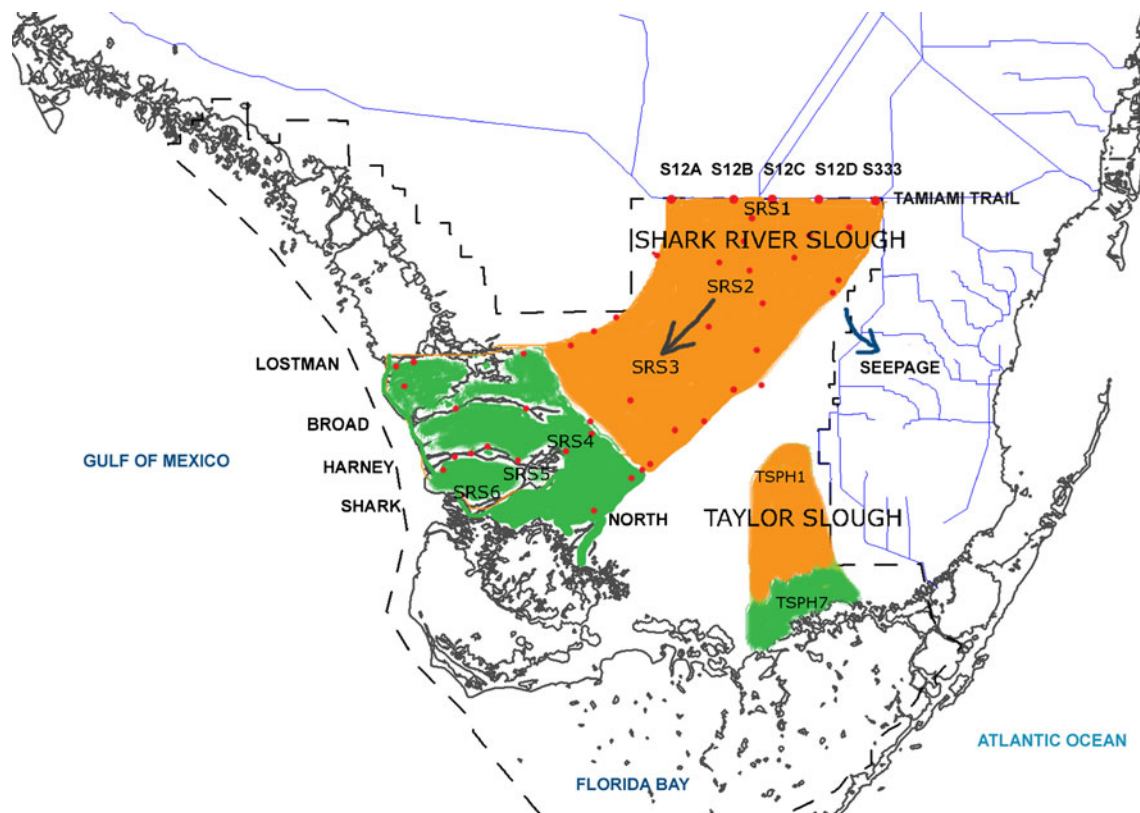 S12A S12B S12C S12D S333
TAMIAMI TRAIL
SRS1
SHARK RIVER SLOUGH
SRS2
SRS3
SEEPAGE
LOSTMAN
BROAD
SRS4
GULF OF MEXICO
HARNEY
SRS5
SRS6
SHARK
NORTH
TSPH1
TAYLOR SLOUGH
TSPH7
ATLANTIC OCEAN
FLORIDA BAY